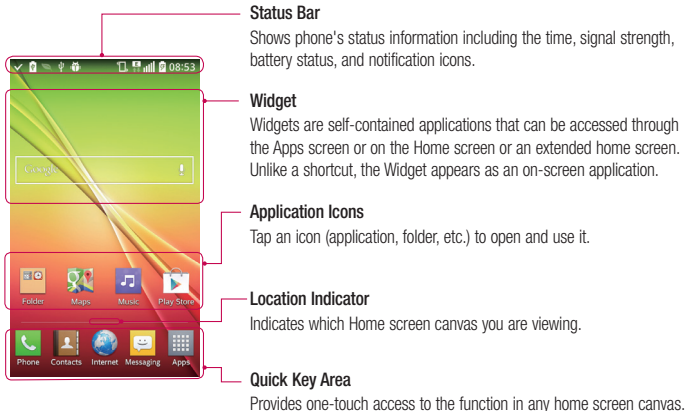 Status Bar
Shows phone's status information including the time, signal strength,
battery status, and notification icons.
08:53
Widget
Widgets are self-contained applications that can be accessed through
the Apps screen or on the Home screen or an extended home screen.
Unlike a shortcut, the Widget appears as an on-screen application.
Google
Application Icons
Tap an icon (application, folder, etc.) to open and use it.
Folder Maps Music Play Store
Location Indicator
Indicates which Home screen canvas you are viewing.
Phone Contacts Internet Messaging Apps
Quick Key Area
Provides one-touch access to the function in any home screen canvas.